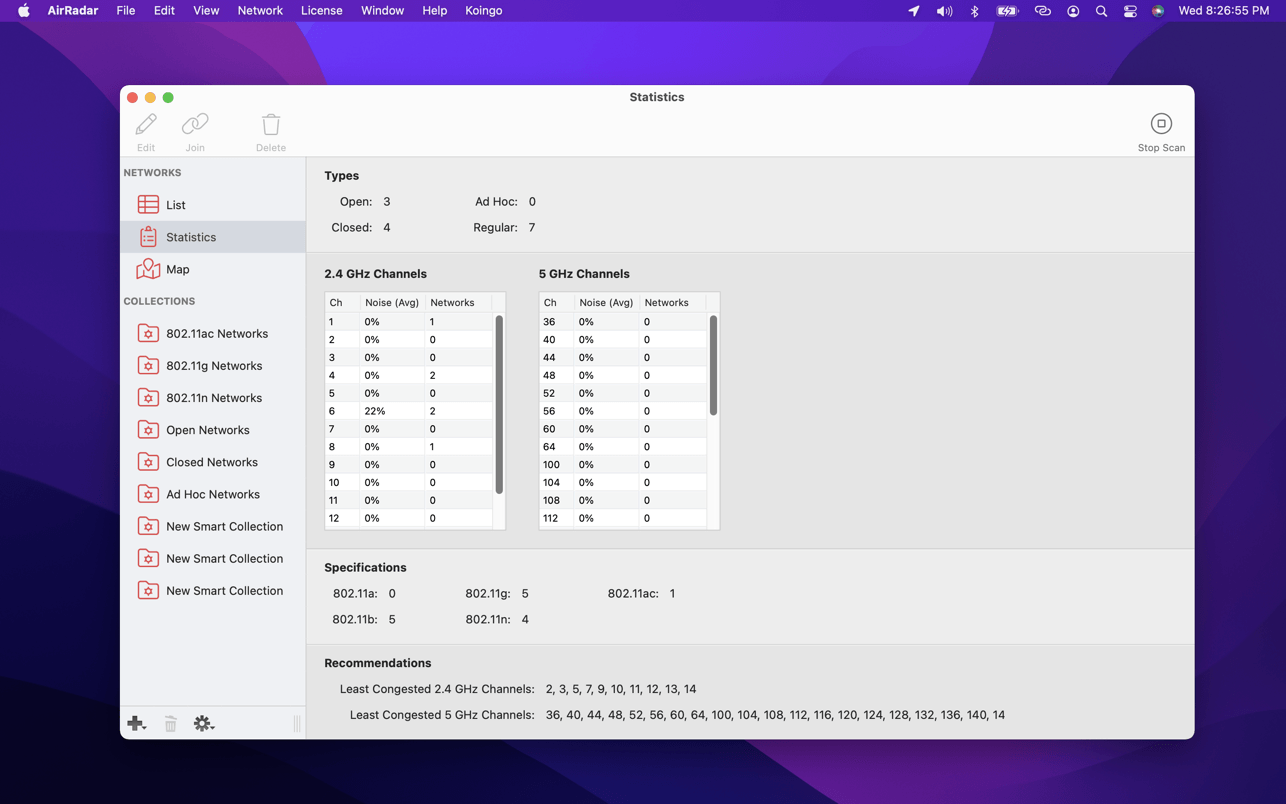 AirRadar File Edit View Network License Window Help Koingo Wed 8:26:55 PM
Statistics
Edit Join Delete Stop Scan
NETWORKS
List
Statistics
Map
COLLECTIONS
802.11ac Networks
802.11g Networks
802.11n Networks
Open Networks
Closed Networks
Ad Hoc Networks
New Smart Collection
New Smart Collection
New Smart Collection
Types
Open: 3 Ad Hoc: 0
Closed: 4 Regular: 7
2.4 GHz Channels
Ch Noise (Avg) Networks
1 0% 1
2 0% 0
3 0% 0
4 0% 2
5 0% 0
6 22% 2
7 0% 0
8 0% 1
9 0% 0
10 0% 0
11 0% 0
12 0% 0
5 GHz Channels
Ch Noise (Avg) Networks
36 0% 0
40 0% 0
44 0% 0
48 0% 0
52 0% 0
56 0% 0
60 0% 0
64 0% 0
100 0% 0
104 0% 0
108 0% 0
112 0% 0
Specifications
802.11a: 0 802.11g: 5 802.11ac: 1
802.11b: 5 802.11n: 4
Recommendations
Least Congested 2.4 GHz Channels: 2, 3, 5, 7, 9, 10, 11, 12, 13, 14
Least Congested 5 GHz Channels: 36, 40, 44, 48, 52, 56, 60, 64, 100, 104, 108, 112, 116, 120, 124, 128, 132, 136, 140, 14